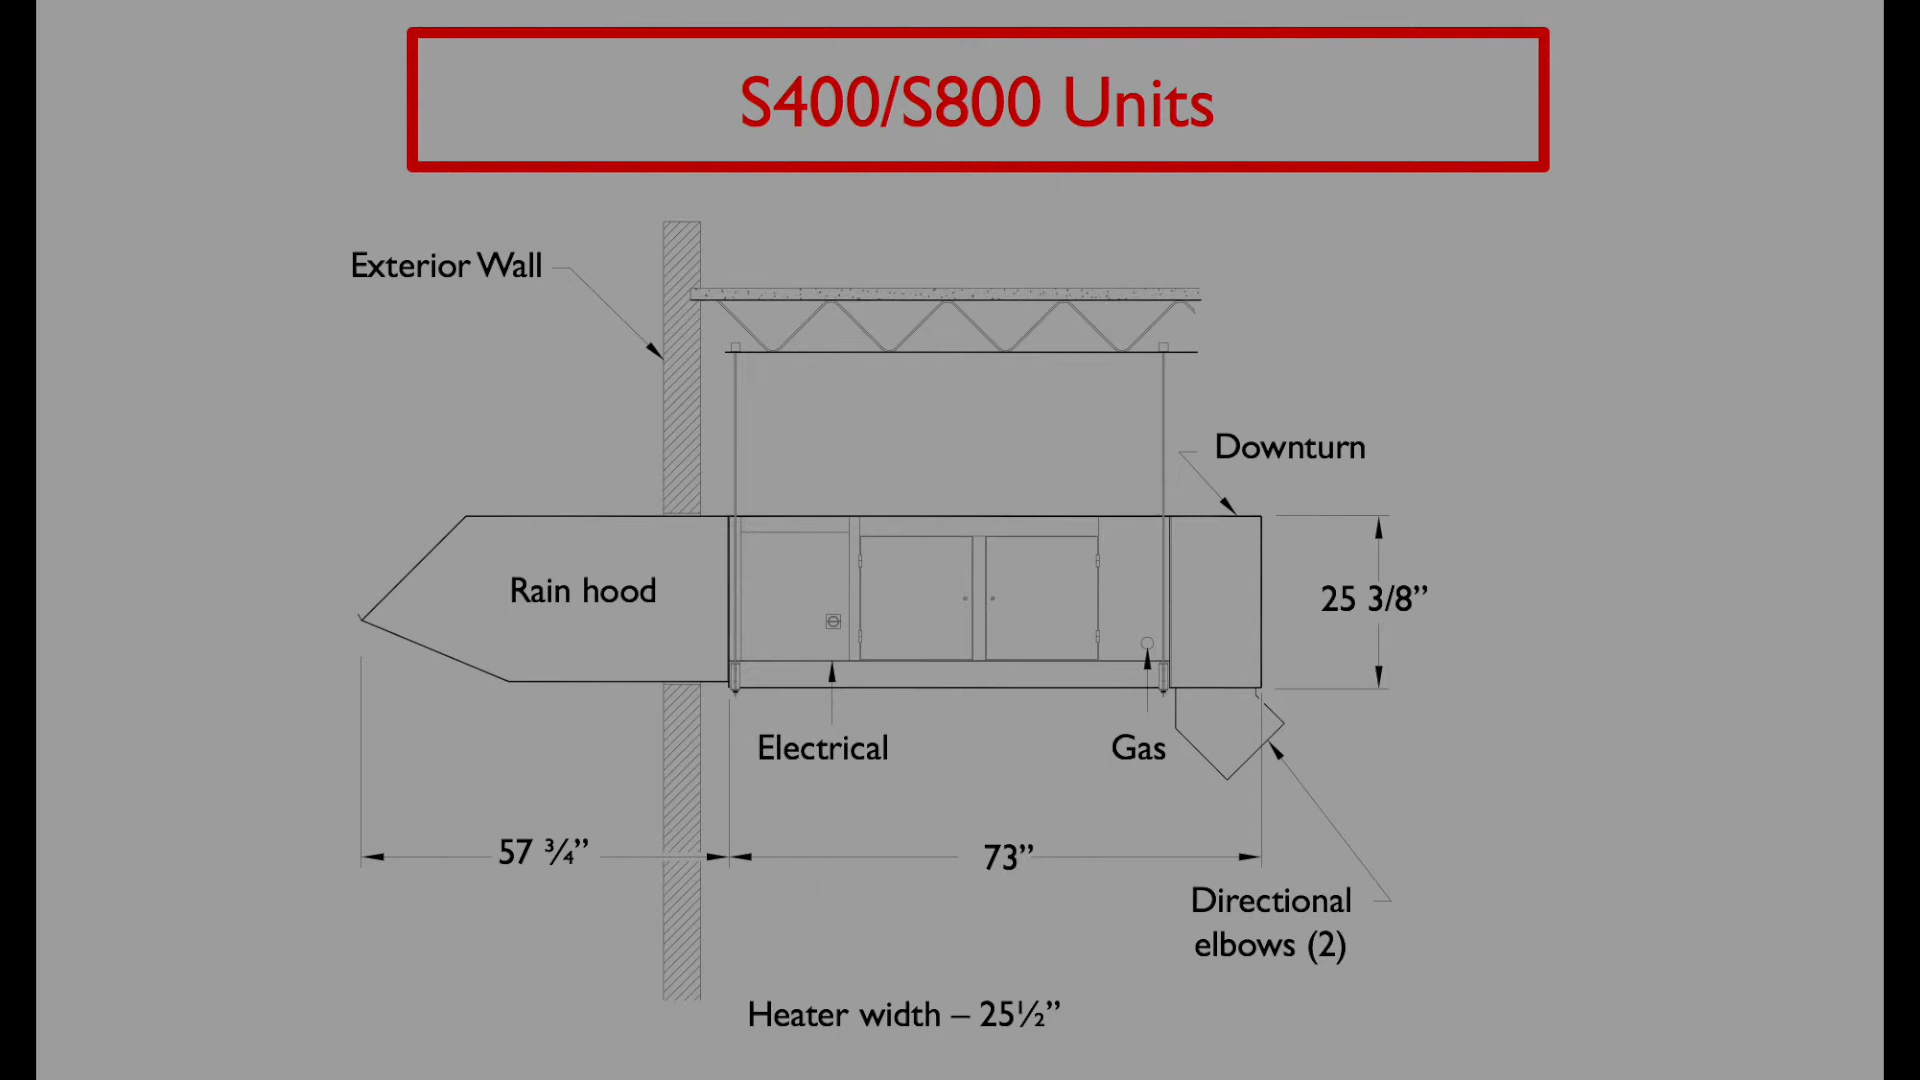 S400/S800 Units
Exterior Wall
Downturn
Rain hood
25 3/8”
Electrical
Gas
57 ¾”
73”
Directional
elbows (2)
Heater width – 25½”